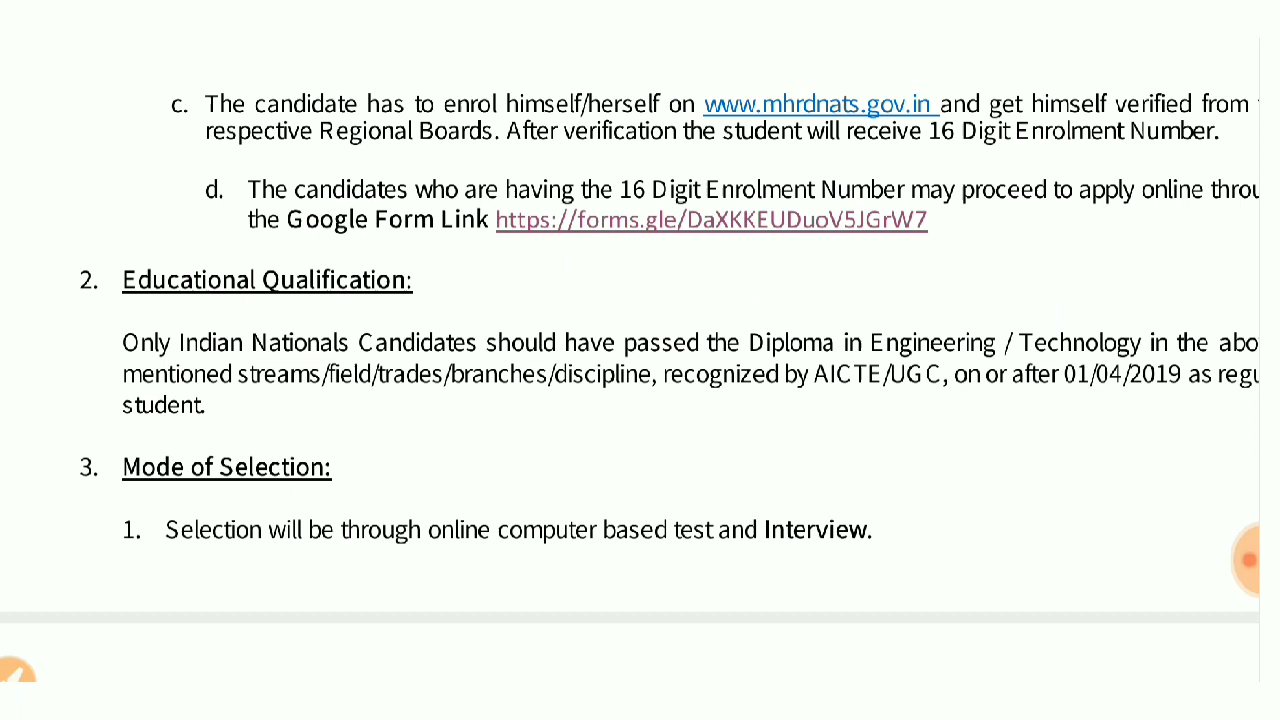 c. The candidate has to enrol himself/herself on www.mhrdnats.gov.in and get himself verified from
respective Regional Boards. After verification the student will receive 16 Digit Enrolment Number.
d. The candidates who are having the 16 Digit Enrolment Number may proceed to apply online throu
the Google Form Link https://forms.gle/DaXKKEUDuoV5JGrW7
2. Educational Qualification:
Only Indian Nationals Candidates should have passed the Diploma in Engineering / Technology in the abo
mentioned streams/field/trades/branches/discipline, recognized by AICTE/UGC, on or after 01/04/2019 as regu
student.
3. Mode of Selection:
1. Selection will be through online computer based test and Interview.